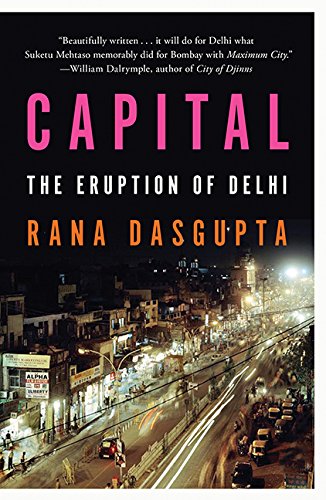 “Beautifully written . . . it will do for Delhi what
Suketu Mehtaso memorably did for Bombay with
Maximum City.”
—William Dalrymple, author of City of Djinns
CAPITAL
THE ERUPTION OF DELHI
RANA DASGUPTA
ALPHA
LIBERTY